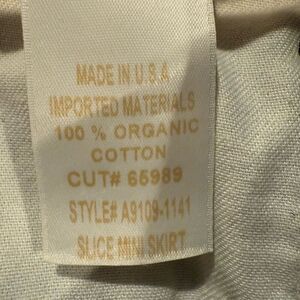 MADE IN U.S.A
IMPORTED MATERIALS
100 % ORGANIC
COTTON
CUT# 65989
STYLE# A9109-1141
SLICE MINI SKIRT